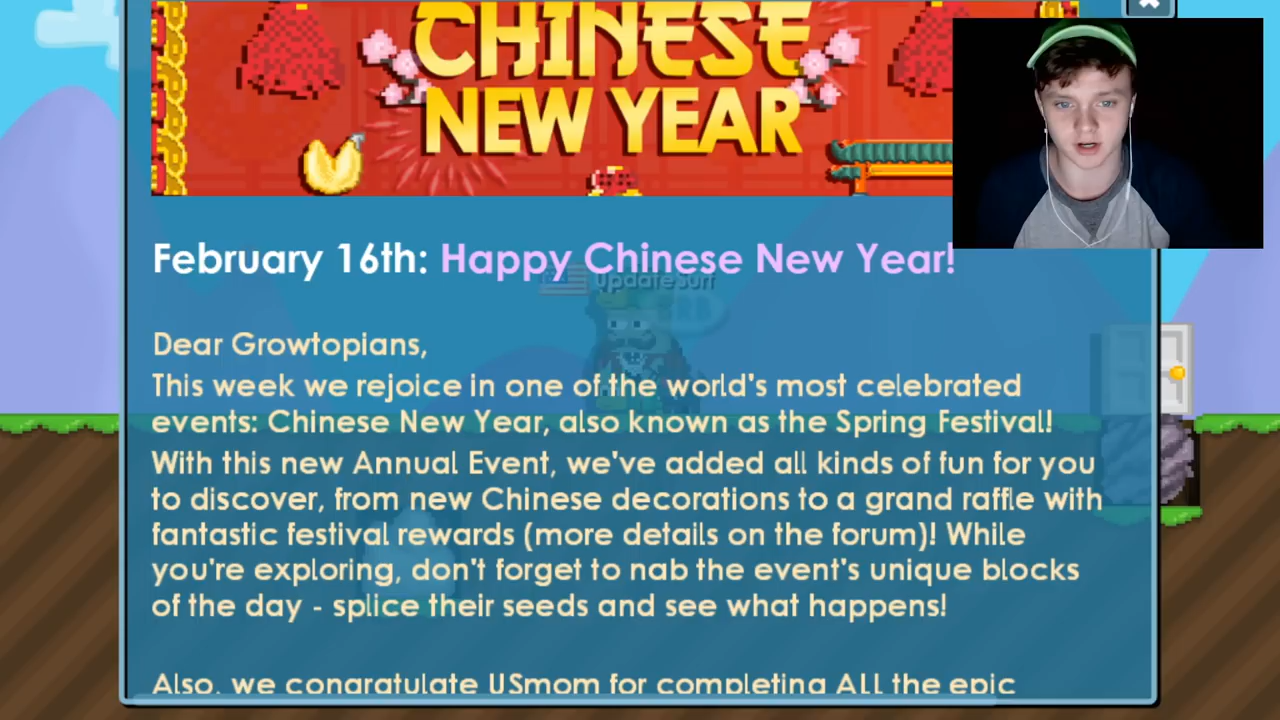 CHINESE
NEW YEAR
February 16th: Happy Chinese New Year!
UpdateSurf
Dear Growtopians,
This week we rejoice in one of the world's most celebrated
events: Chinese New Year, also known as the Spring Festival!
With this new Annual Event, we've added all kinds of fun for you
to discover, from new Chinese decorations to a grand raffle with
fantastic festival rewards (more details on the forum)! While
you're exploring, don't forget to nab the event's unique blocks
of the day - splice their seeds and see what happens!
Also, we congratulate USmom for completing ALL the epic